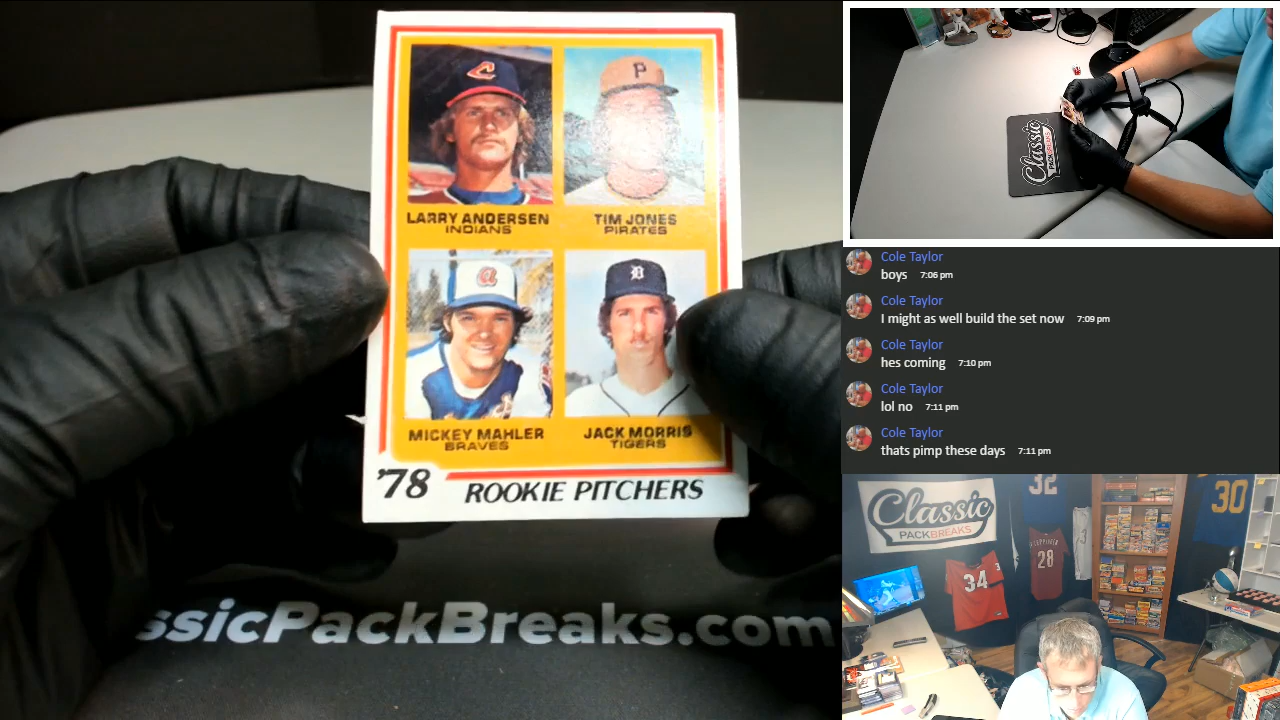 C
P
LARRY ANDERSEN
INDIANS
TIM JONES
PIRATES
MICKEY MAHLER
BRAVES
JACK MORRIS
TIGERS
'78
ROOKIE PITCHERS
ssicPackBreaks.com
Classic
Cole Taylor
boys 7:06 pm
Cole Taylor
I might as well build the set now 7:09 pm
Cole Taylor
hes coming 7:10 pm
Cole Taylor
lol no 7:11 pm
Cole Taylor
thats pimp these days 7:11 pm
Classic
PACKBREAKS
32
30
28
34